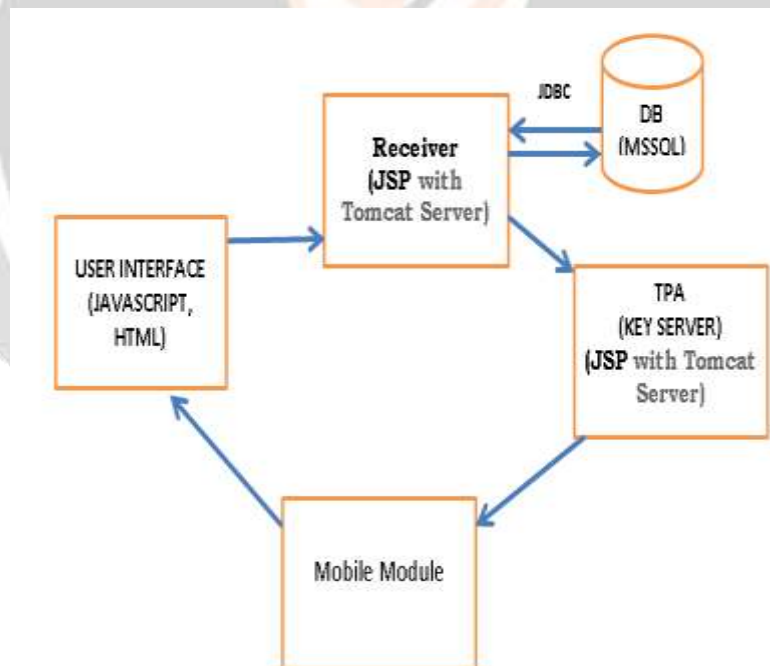 JDBC
DB
(MSSQL)
Receiver
(JSP with
Tomcat Server)
USER INTERFACE
(JAVASCRIPT,
HTML)
TPA
(KEY SERVER)
(JSP with Tomcat
Server)
Mobile Module